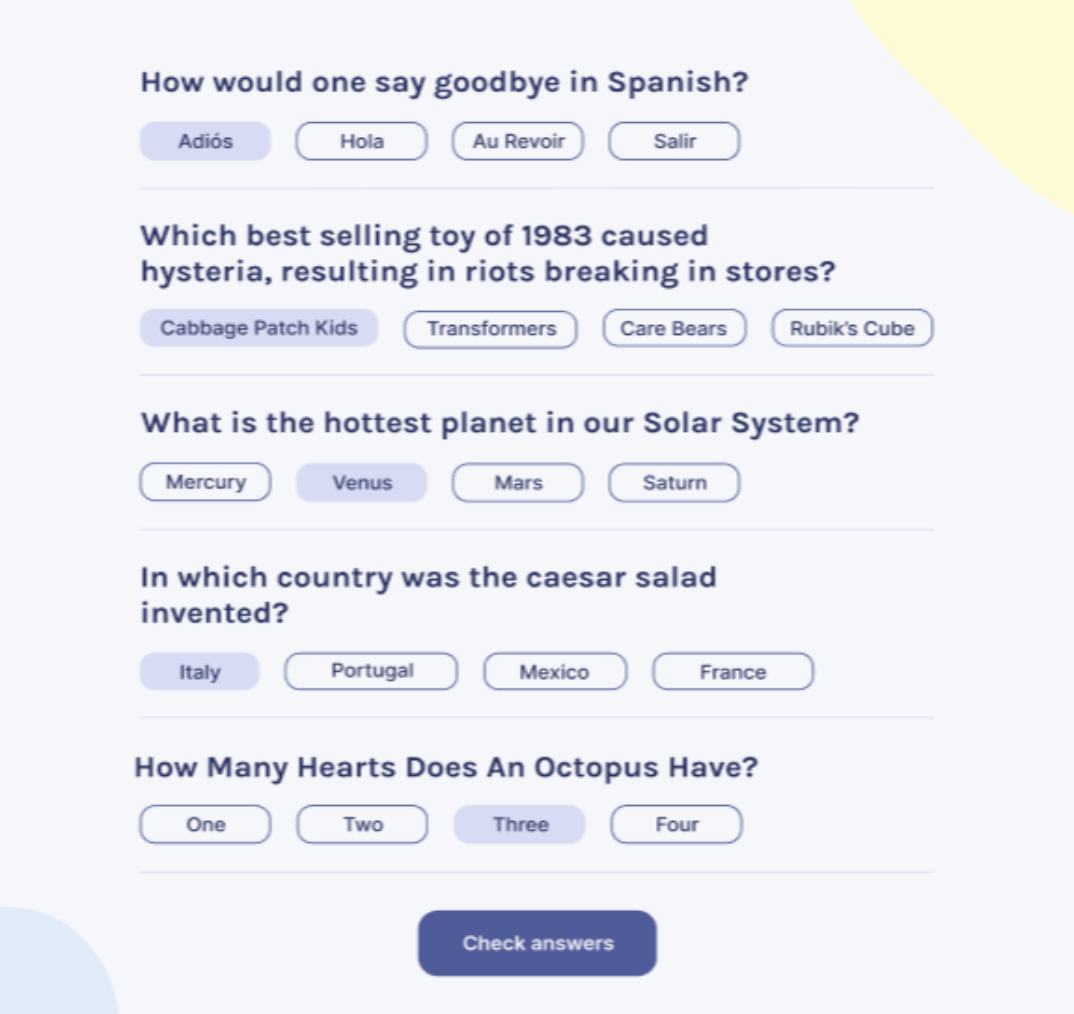 How would one say goodbye in Spanish?
Adiós Hola Au Revoir Salir
Which best selling toy of 1983 caused
hysteria, resulting in riots breaking in stores?
Cabbage Patch Kids Transformers Care Bears Rubik's Cube
What is the hottest planet in our Solar System?
Mercury Venus Mars Saturn
In which country was the caesar salad
invented?
Italy Portugal Mexico France
How Many Hearts Does An Octopus Have?
One Two Three Four
Check answers